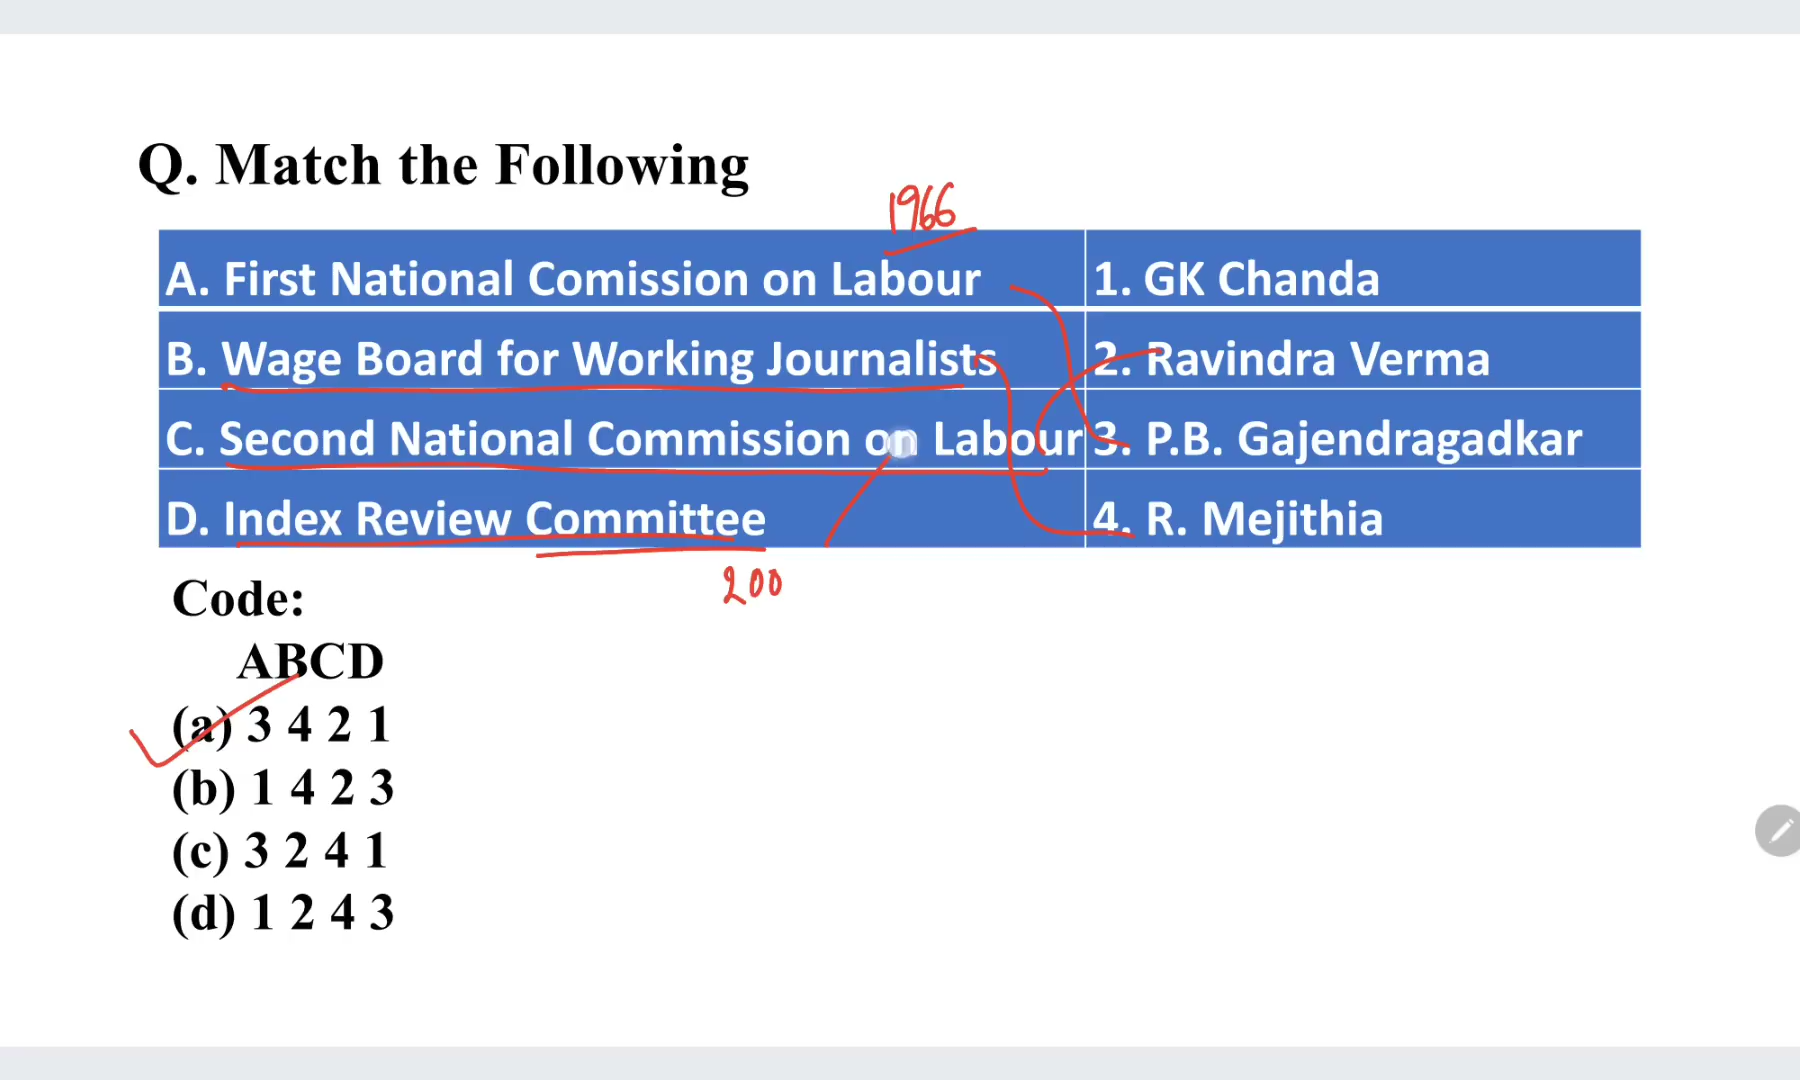 Q. Match the Following
1966
A. First National Comission on Labour 1. GK Chanda
B. Wage Board for Working Journalists 2. Ravindra Verma
C. Second National Commission on Labour 3. P.B. Gajendragadkar
D. Index Review Committee 4. R. Mejithia
200
Code:
ABCD
(a) 3 4 2 1
(b) 1 4 2 3
(c) 3 2 4 1
(d) 1 2 4 3